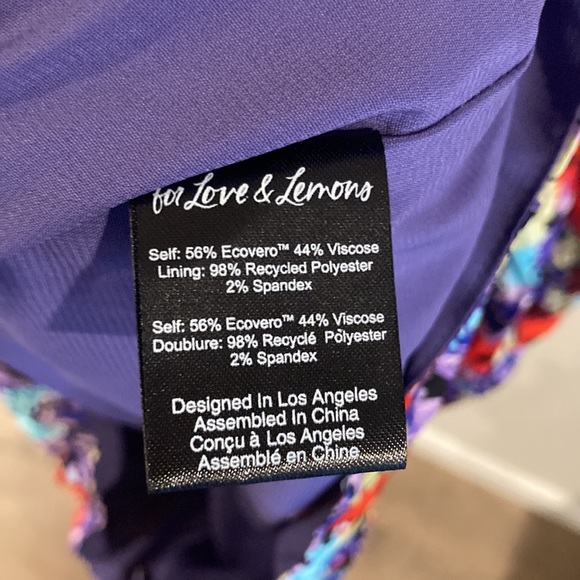 for Love & Lemons
Self: 56% Ecovero™ 44% Viscose
Lining: 98% Recycled Polyester
2% Spandex
Self: 56% Ecovero™ 44% Viscose
Doublure: 98% Recyclé Pòlyester
2% Spandex
Designed In Los Angeles
Assembled In China
Conçu à Los Angeles
Assemblé en Chine